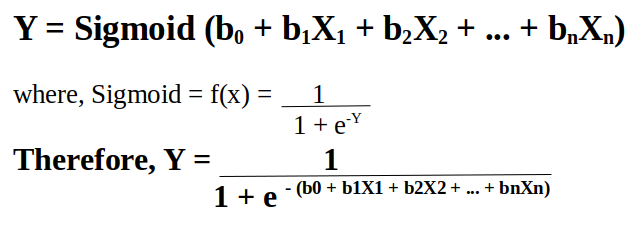 Y = Sigmoid (b₀ + b₁X₁ + b₂X₂ + ... + bₙXₙ)
where, Sigmoid = f(x) = 1
1 + e⁻ʸ
Therefore, Y = 1
1 + e - (b0 + b1X1 + b2X2 + ... + bnXn)